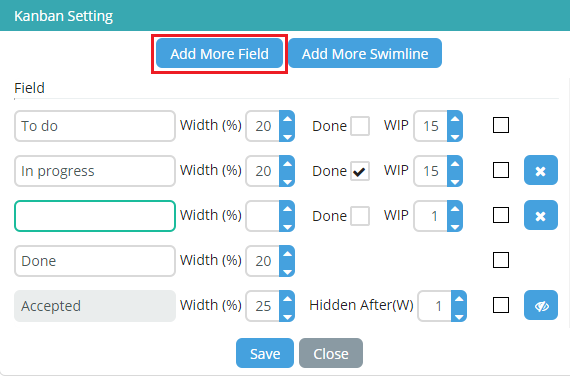 Kanban Setting
Add More Field Add More Swimline
Field
To do Width (%) 20 Done WIP 15
In progress Width (%) 20 Done WIP 15
Width (%) Done WIP 1
Done Width (%) 20
Accepted Width (%) 25 Hidden After(W) 1
Save Close